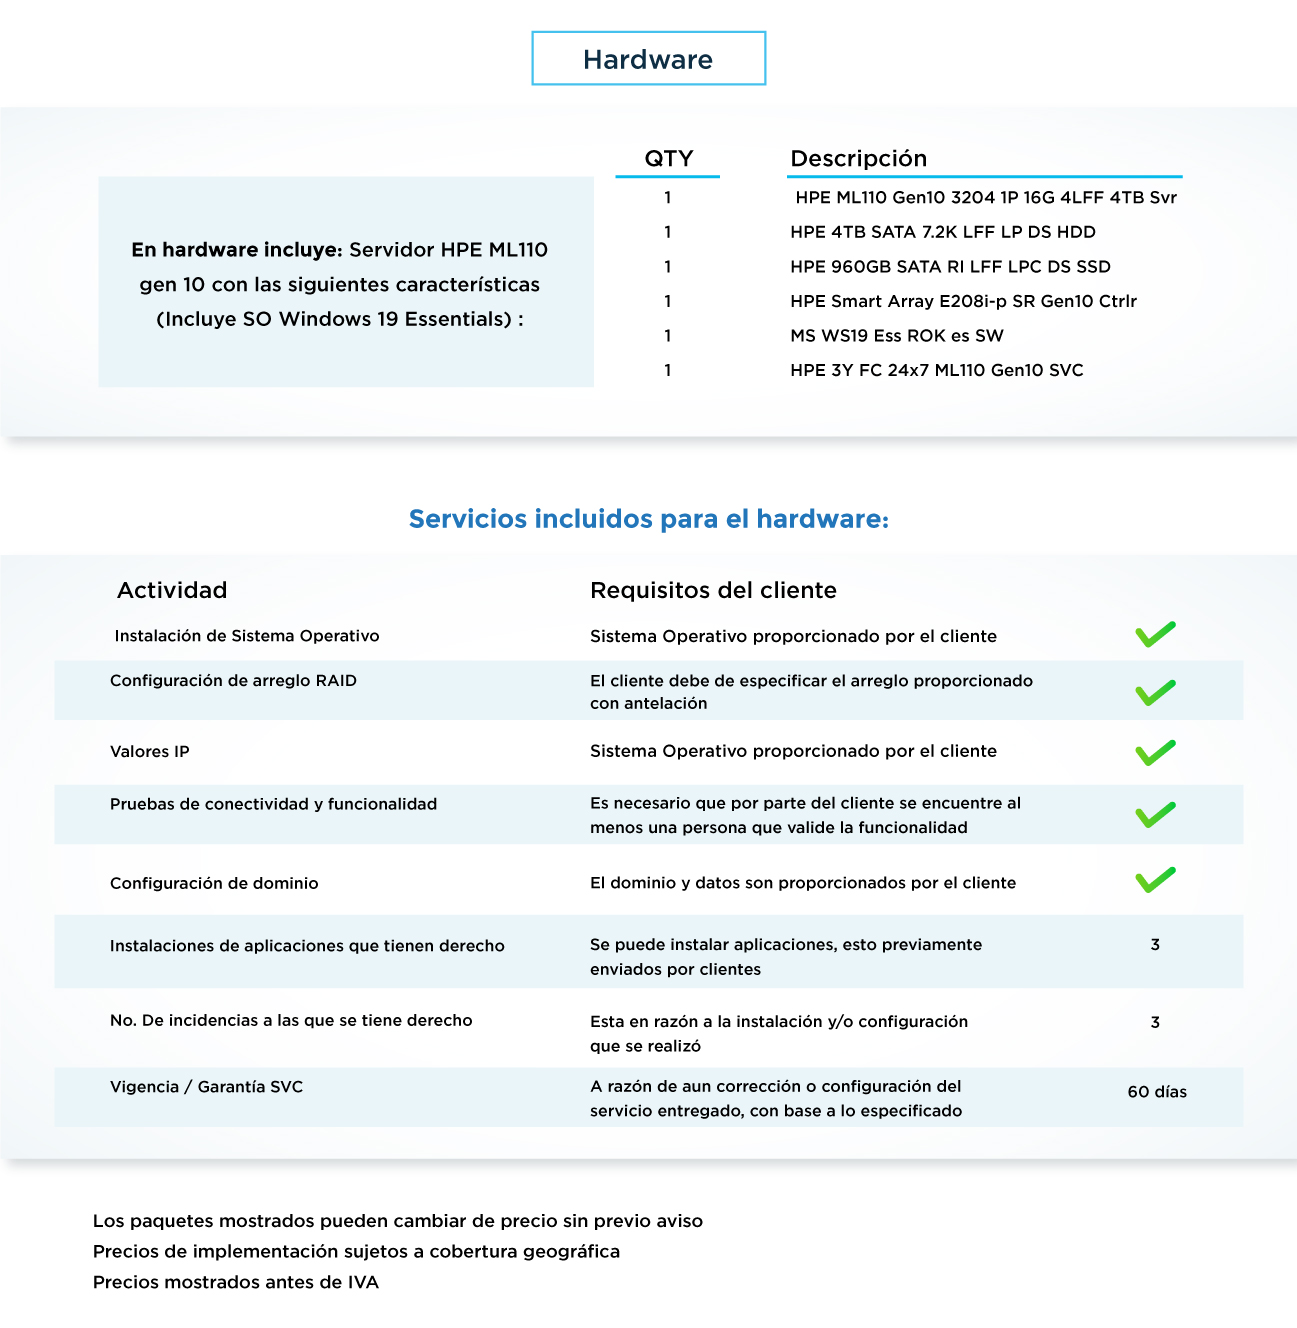 Hardware
En hardware incluye: Servidor HPE ML110
gen 10 con las siguientes características
(Incluye SO Windows 19 Essentials) :
QTY Descripción
1 HPE ML110 Gen10 3204 1P 16G 4LFF 4TB Svr
1 HPE 4TB SATA 7.2K LFF LP DS HDD
1 HPE 960GB SATA RI LFF LPC DS SSD
1 HPE Smart Array E208i-p SR Gen10 Ctrlr
1 MS WS19 Ess ROK es SW
1 HPE 3Y FC 24x7 ML110 Gen10 SVC
Servicios incluidos para el hardware:
Actividad Requisitos del cliente
Instalación de Sistema Operativo Sistema Operativo proporcionado por el cliente
Configuración de arreglo RAID El cliente debe de especificar el arreglo proporcionado
con antelación
Valores IP Sistema Operativo proporcionado por el cliente
Pruebas de conectividad y funcionalidad Es necesario que por parte del cliente se encuentre al
menos una persona que valide la funcionalidad
Configuración de dominio El dominio y datos son proporcionados por el cliente
Instalaciones de aplicaciones que tienen derecho Se puede instalar aplicaciones, esto previamente 3
enviados por clientes
No. De incidencias a las que se tiene derecho Esta en razón a la instalación y/o configuración 3
que se realizó
Vigencia / Garantía SVC A razón de aun corrección o configuración del 60 días
servicio entregado, con base a lo especificado
Los paquetes mostrados pueden cambiar de precio sin previo aviso
Precios de implementación sujetos a cobertura geográfica
Precios mostrados antes de IVA